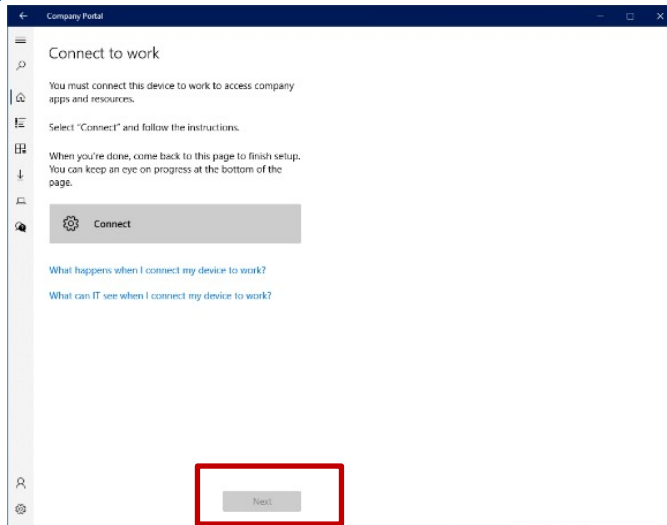 Company Portal
Connect to work
You must connect this device to work to access company
apps and resources.
Select "Connect" and follow the instructions.
When you're done, come back to this page to finish setup.
You can keep an eye on progress at the bottom of the
page.
Connect
What happens when I connect my device to work?
What can IT see when I connect my device to work?
Next